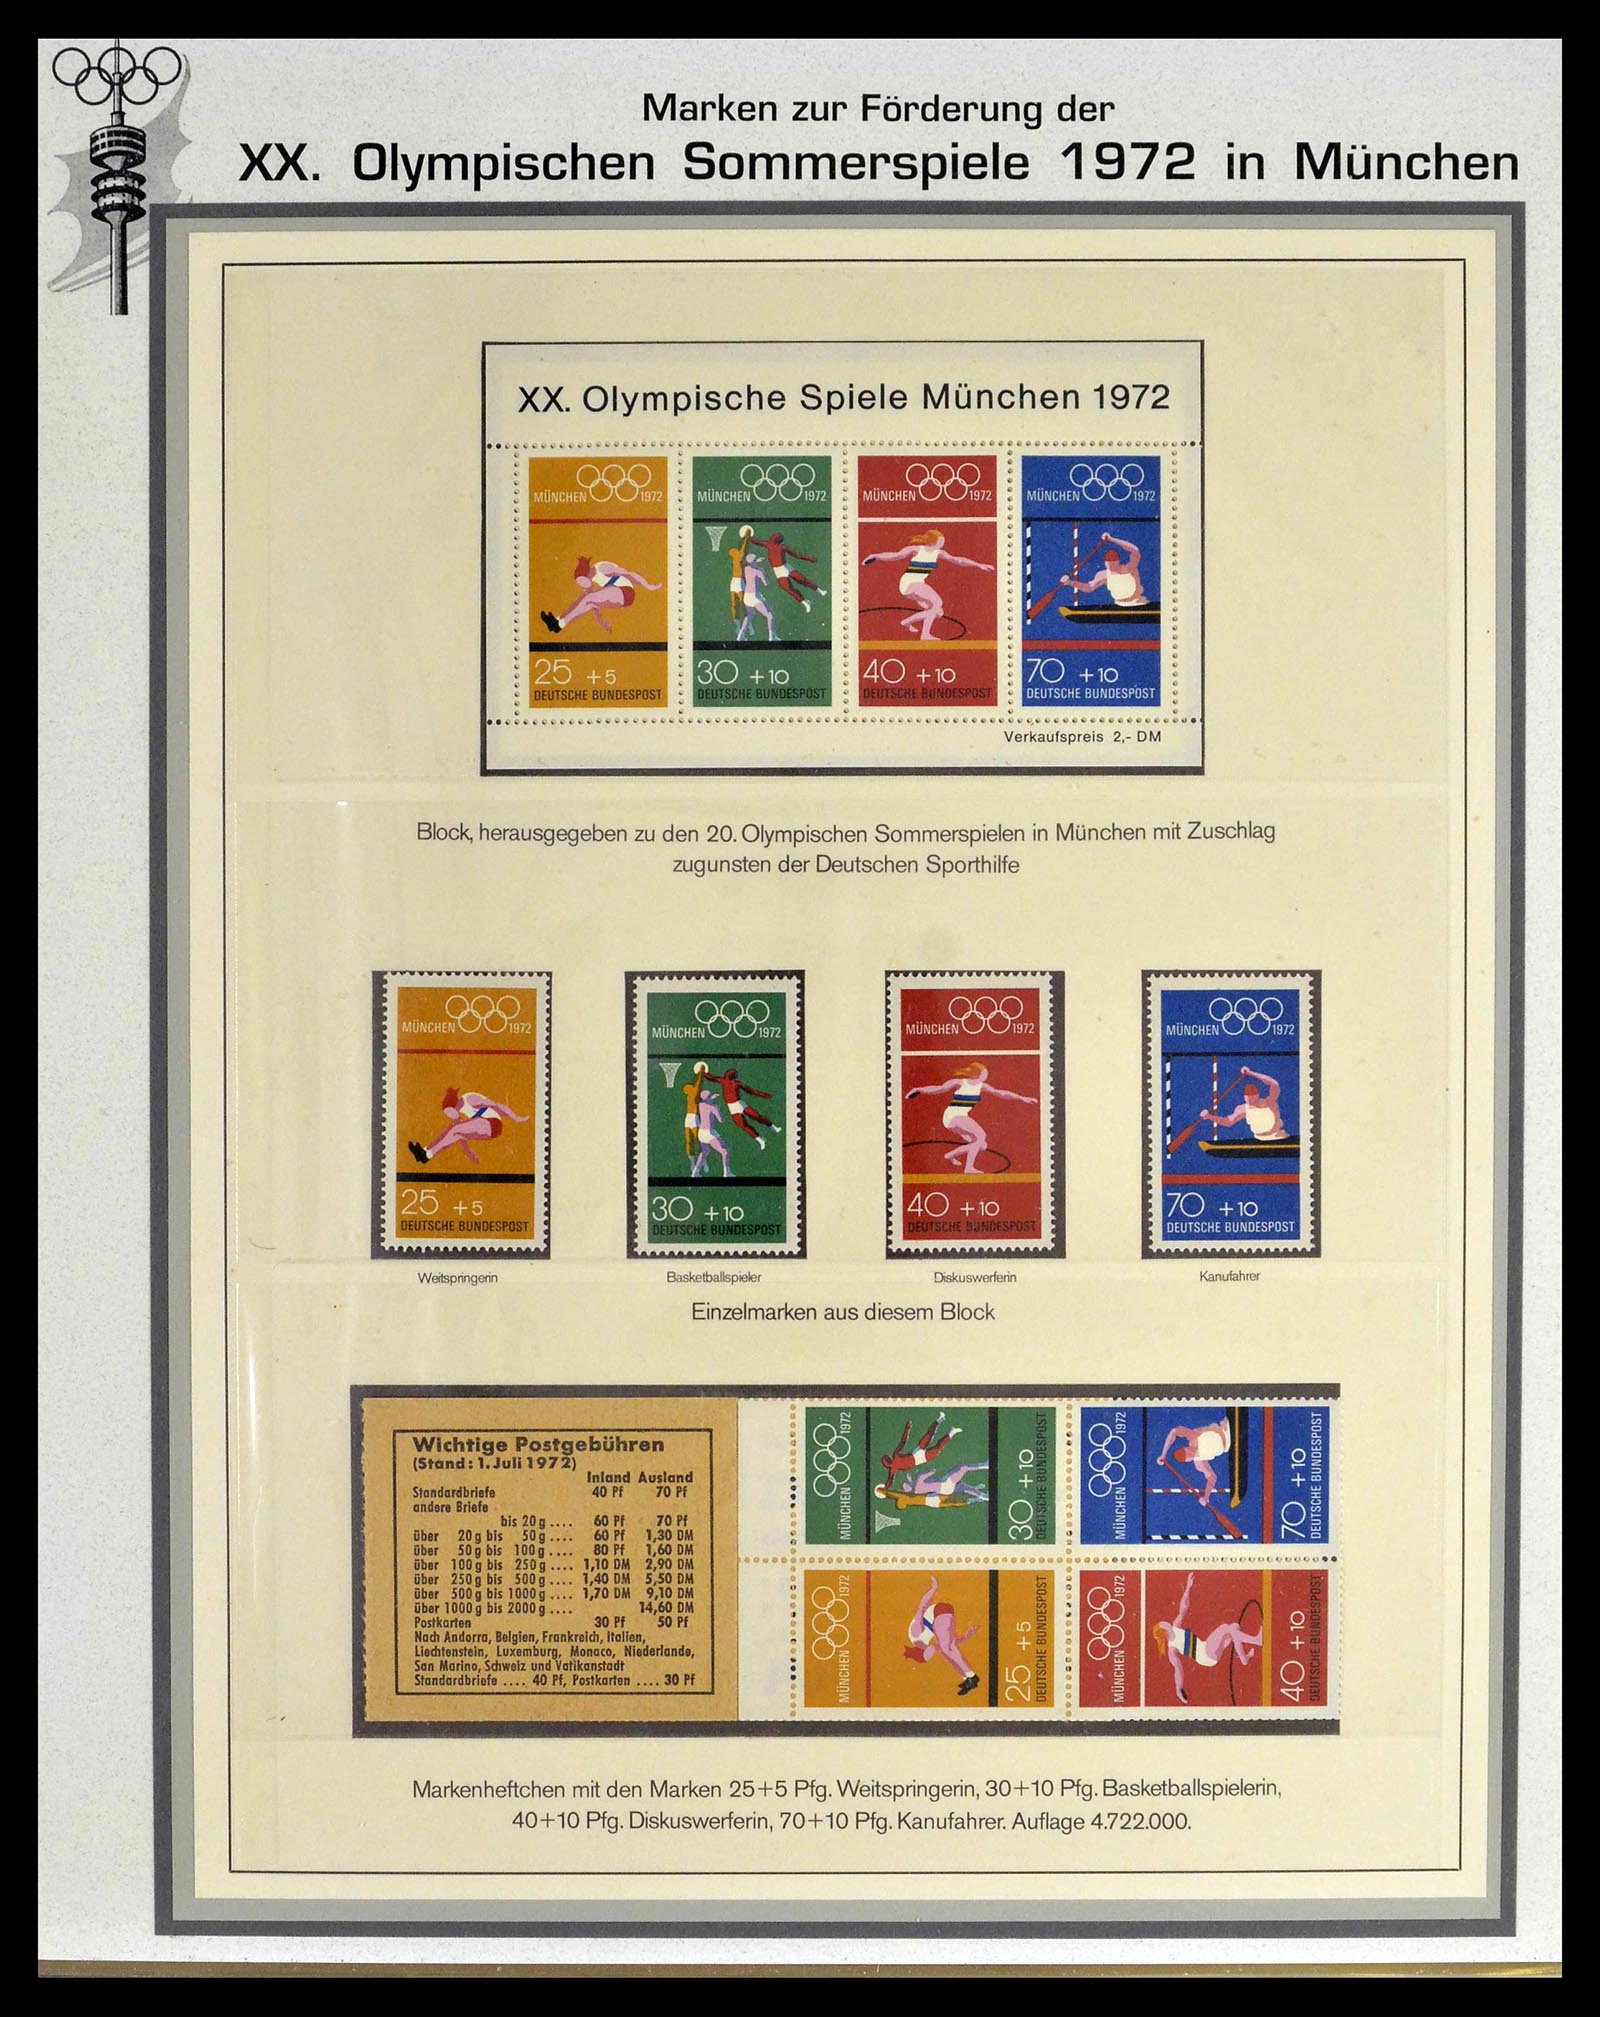 Marken zur Förderung der
XX. Olympischen Sommerspiele 1972 in München
XX. Olympische Spiele München 1972
MÜNCHEN 1972
25 +5
DEUTSCHE BUNDESPOST
MÜNCHEN 1972
30 +10
DEUTSCHE BUNDESPOST
MÜNCHEN 1972
40 +10
DEUTSCHE BUNDESPOST
MÜNCHEN 1972
70 +10
DEUTSCHE BUNDESPOST
Verkaufspreis 2,- DM
Block, herausgegeben zu den 20. Olympischen Sommerspielen in München mit Zuschlag
zugunsten der Deutschen Sporthilfe
MÜNCHEN 1972
25 +5
DEUTSCHE BUNDESPOST
MÜNCHEN 1972
30 +10
DEUTSCHE BUNDESPOST
MÜNCHEN 1972
40 +10
DEUTSCHE BUNDESPOST
MÜNCHEN 1972
70 +10
DEUTSCHE BUNDESPOST
Weitspringerin
Basketballspieler
Diskuswerferin
Kanufahrer
Einzelmarken aus diesem Block
Wichtige Postgebühren
(Stand: 1. Juli 1972)
Inland Ausland
Standardbriefe 40 Pf 70 Pf
andere Briefe
bis 20 g .... 60 Pf 70 Pf
über 20 g bis 50 g .... 60 Pf 1,30 DM
über 50 g bis 100 g .... 80 Pf 1,60 DM
über 100 g bis 250 g .... 1,10 DM 2,90 DM
über 250 g bis 500 g .... 1,40 DM 5,50 DM
über 500 g bis 1000 g .... 1,70 DM 9,10 DM
über 1000 g bis 2000 g .... 14,60 DM
Postkarten 30 Pf 50 Pf
Nach Andorra, Belgien, Frankreich, Italien,
Liechtenstein, Luxemburg, Monaco, Niederlande,
San Marino, Schweiz und Vatikanstadt
Standardbriefe .... 40 Pf, Postkarten .... 30 Pf
MÜNCHEN 1972
30 +10
DEUTSCHE BUNDESPOST
MÜNCHEN 1972
70 +10
DEUTSCHE BUNDESPOST
MÜNCHEN 1972
25 +5
DEUTSCHE BUNDESPOST
MÜNCHEN 1972
40 +10
DEUTSCHE BUNDESPOST
Markenheftchen mit den Marken 25+5 Pfg. Weitspringerin, 30+10 Pfg. Basketballspielerin,
40+10 Pfg. Diskuswerferin, 70+10 Pfg. Kanufahrer. Auflage 4.722.000.